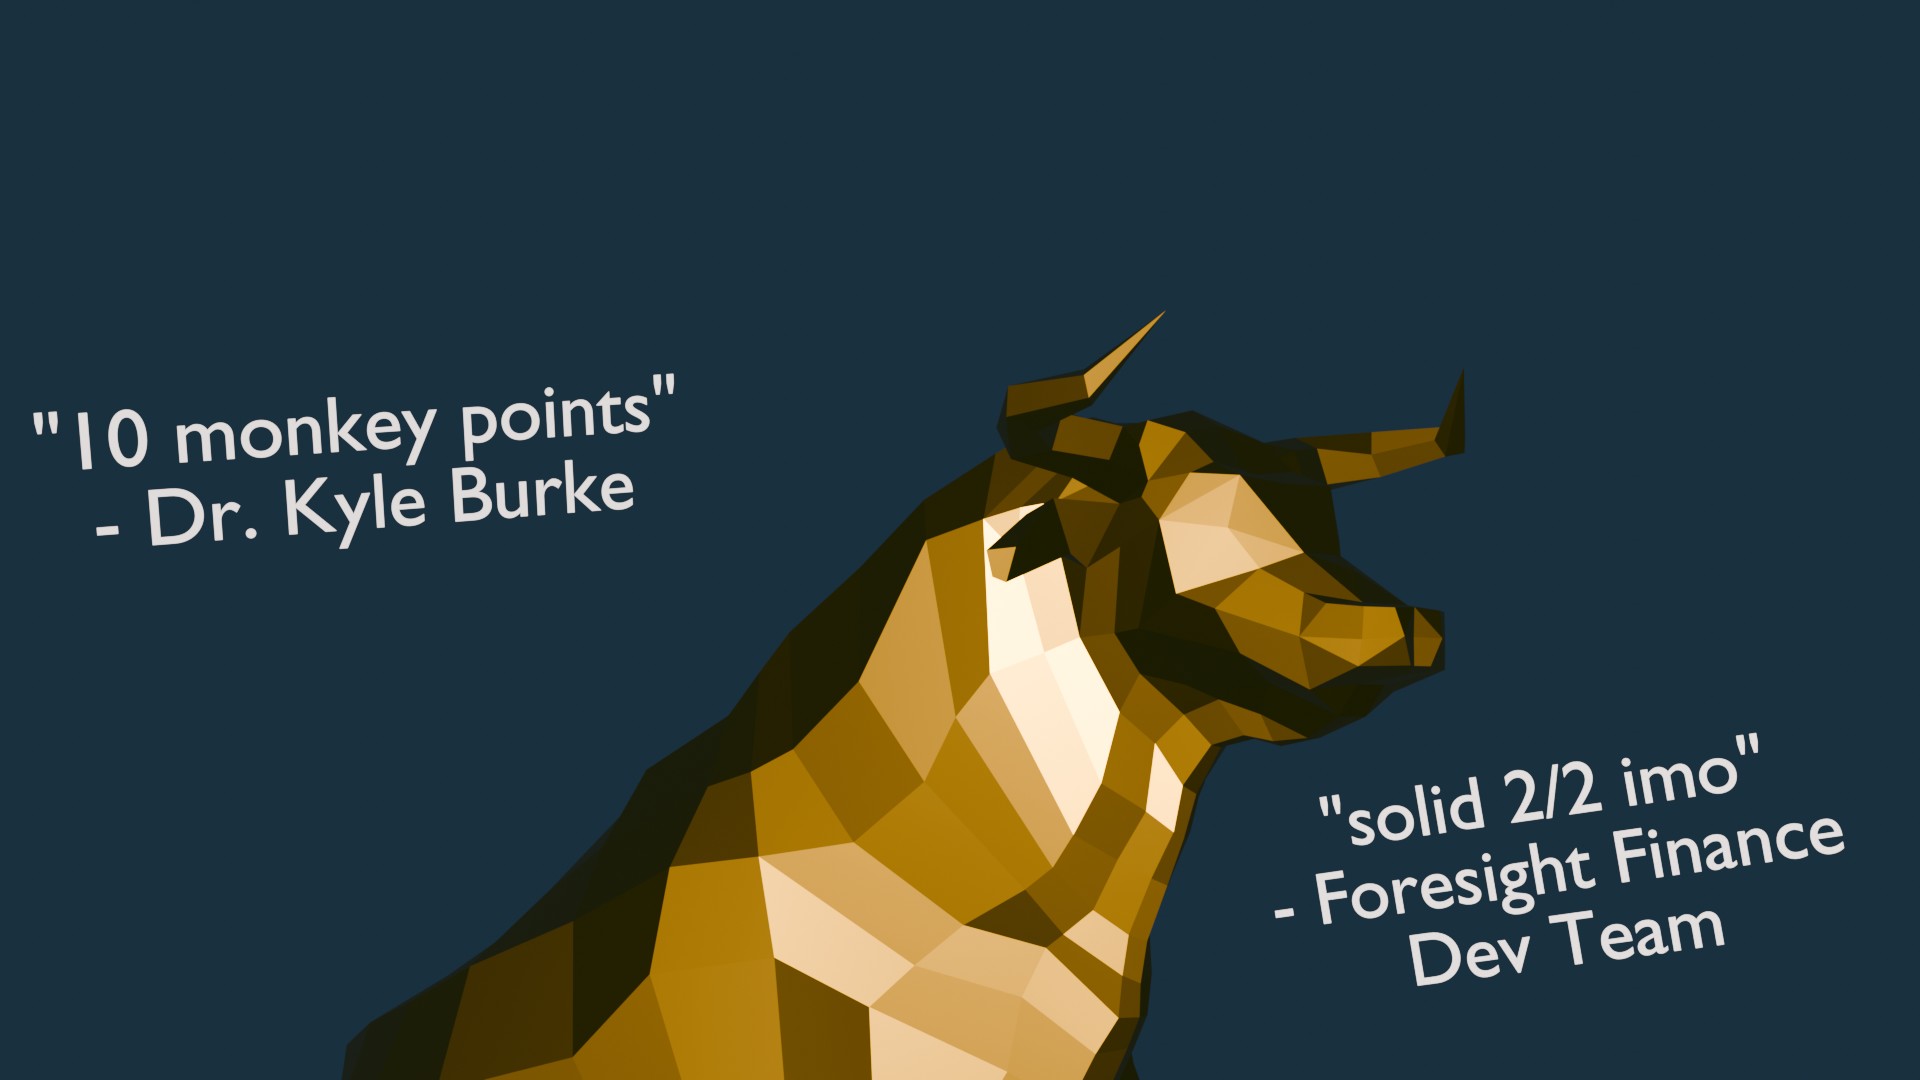 "10 monkey points"
- Dr. Kyle Burke
"solid 2/2 imo"
- Foresight Finance
Dev Team